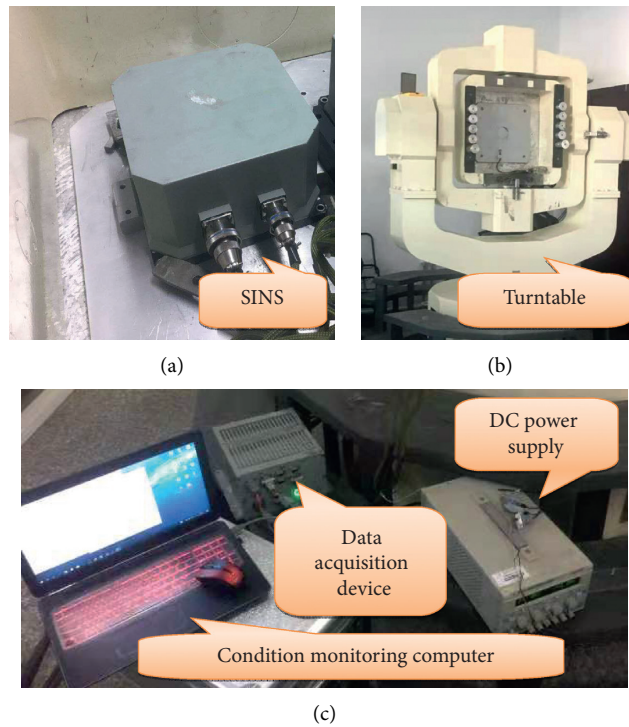 SINS
(a)
Turntable
(b)
DC power
supply
Data
acquisition
device
Condition monitoring computer
(c)